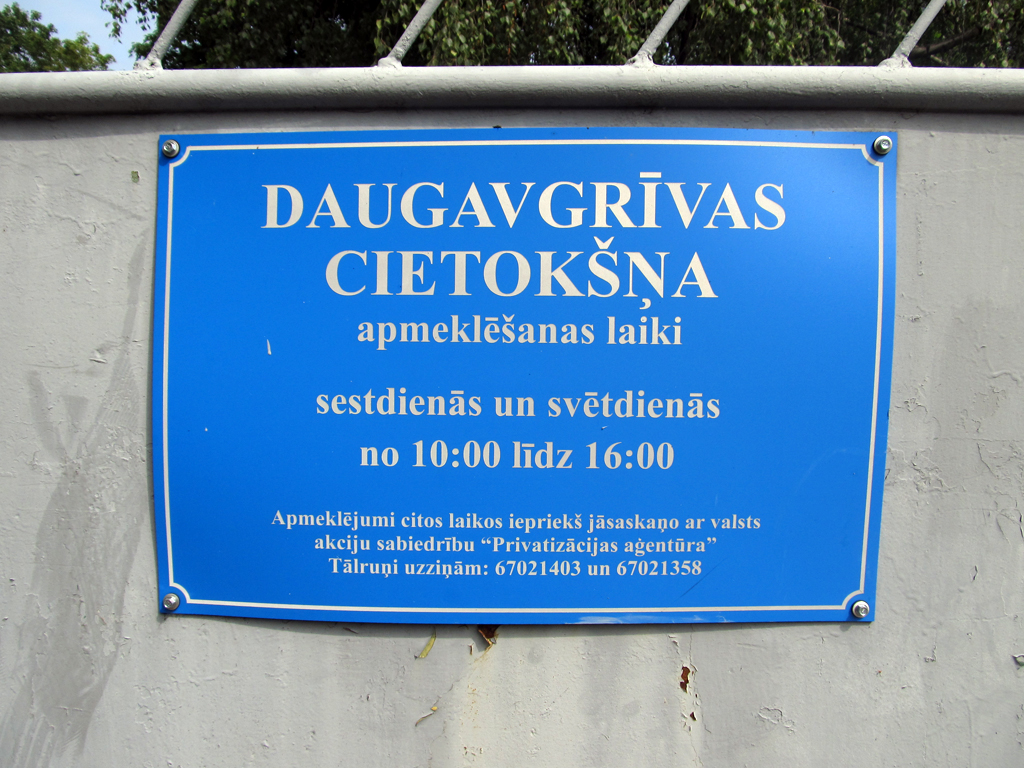 DAUGAVGRĪVAS
CIETOKŠŅA
apmeklēšanas laiki
sestdienās un svētdienās
no 10:00 līdz 16:00
Apmeklējumi citos laikos iepriekš jāsaskaņo ar valsts
akciju sabiedrību “Privatizācijas aģentūra”
Tālruņi uzziņām: 67021403 un 67021358